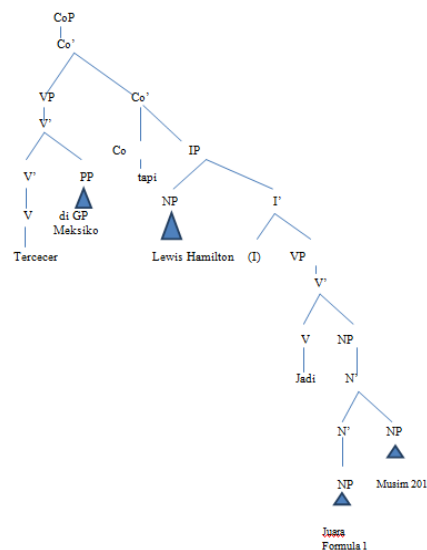 CoP
Co’
VP Co’
V’
Co IP
V’ PP tapi
NP I’
V di GP
Meksiko
Tercecer Lewis Hamilton (I) VP
V’
V NP
Jadi N’
N’ NP
NP Musim 201
Juara
Formula 1